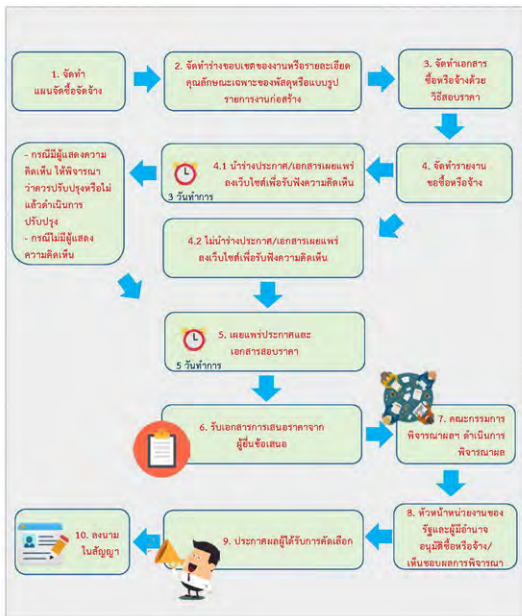 1. จัดทำ
แผนจัดซื้อจัดจ้าง
2. จัดทำร่างขอบเขตของงานหรือรายละเอียด
คุณลักษณะเฉพาะของพัสดุหรือแบบรูป
รายการงานก่อสร้าง
3. จัดทำเอกสาร
ซื้อหรือจ้างด้วย
วิธีสอบราคา
4. จัดทำรายงาน
ขอซื้อหรือจ้าง
4.1 นำร่างประกาศ/เอกสารเผยแพร่
ลงเว็บไซต์เพื่อรับฟังความคิดเห็น
3 วันทำการ
- กรณีมีผู้แสดงความ
คิดเห็น ให้พิจารณา
ว่าควรปรับปรุงหรือไม่
แล้วดำเนินการ
ปรับปรุง
- กรณีไม่มีผู้แสดง
ความคิดเห็น
4.2 ไม่นำร่างประกาศ/เอกสารเผยแพร่
ลงเว็บไซต์เพื่อรับฟังความคิดเห็น
5. เผยแพร่ประกาศและ
เอกสารสอบราคา
5 วันทำการ
6. รับเอกสารการเสนอราคาจาก
ผู้ยื่นข้อเสนอ
7. คณะกรรมการ
พิจารณาผลฯ ดำเนินการ
พิจารณาผล
8. หัวหน้าหน่วยงานของ
รัฐและผู้มีอำนาจ
อนุมัติซื้อหรือจ้าง/
เห็นชอบผลการพิจารณา
9. ประกาศผลผู้ได้รับการคัดเลือก
10. ลงนาม
ในสัญญา